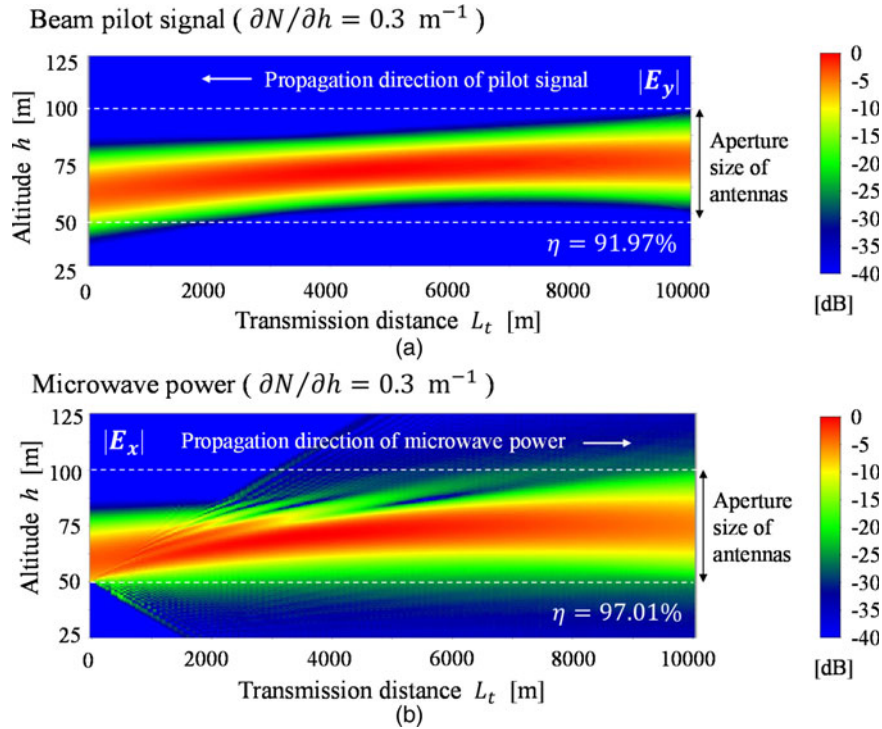 Beam pilot signal ( ∂N/∂h = 0.3 m⁻¹ )
125
100
75
50
25
Altitude h [m]
Propagation direction of pilot signal
|E_y|
Aperture size of antennas
η = 91.97%
0
2000
4000
6000
8000
10000
Transmission distance L_t [m]
(a)
0
-5
-10
-15
-20
-25
-30
-35
-40
[dB]
Microwave power ( ∂N/∂h = 0.3 m⁻¹ )
125
100
75
50
25
Altitude h [m]
|E_x|
Propagation direction of microwave power
Aperture size of antennas
η = 97.01%
0
2000
4000
6000
8000
10000
Transmission distance L_t [m]
(b)
0
-5
-10
-15
-20
-25
-30
-35
-40
[dB]